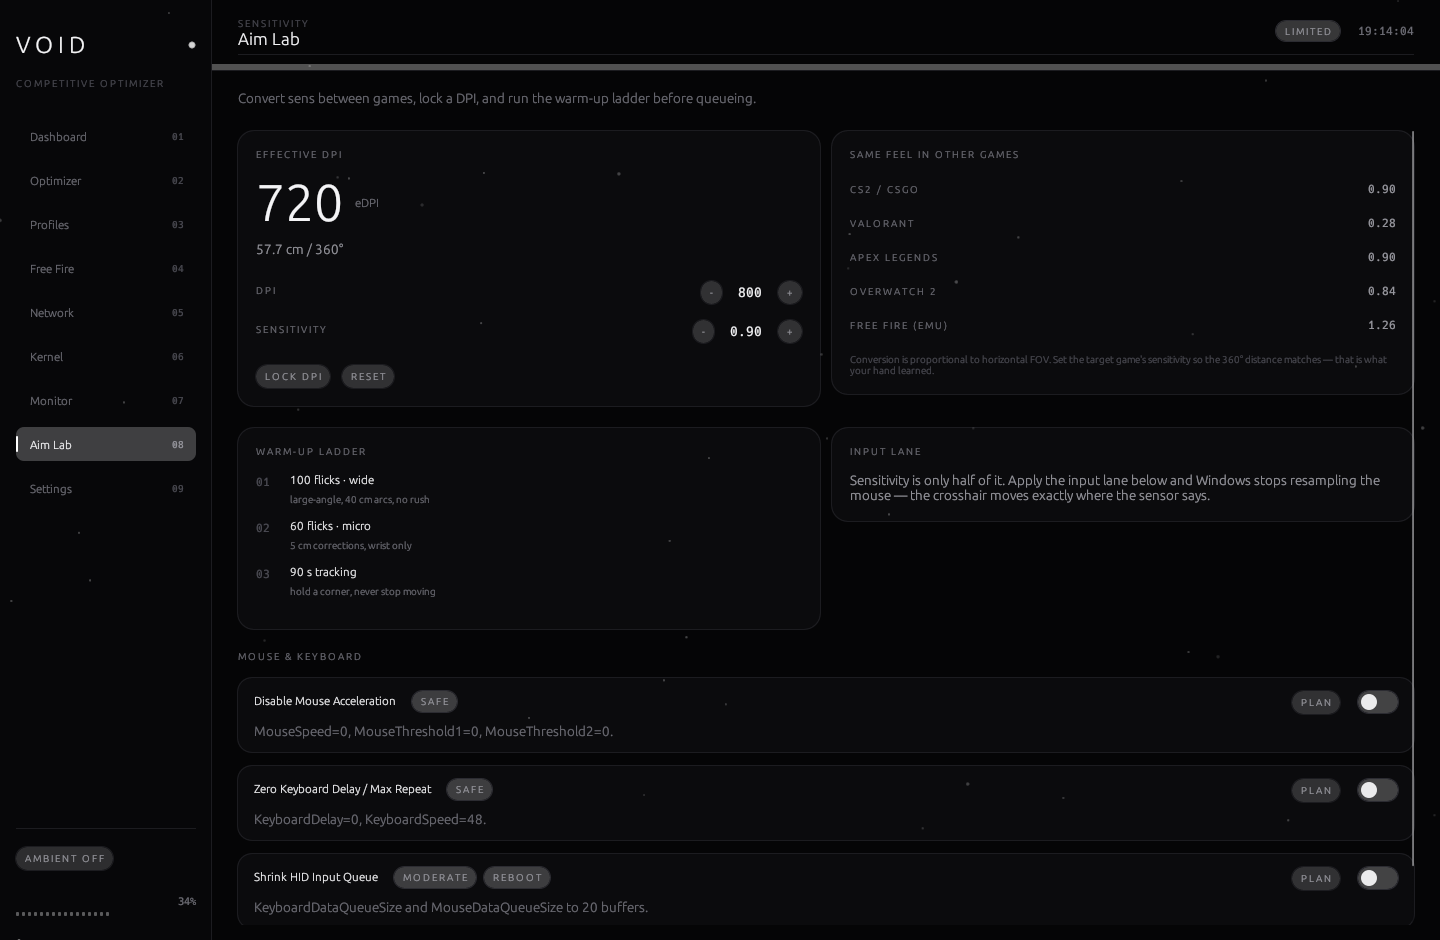 VOID
COMPETITIVE OPTIMIZER
Dashboard 01
Optimizer 02
Profiles 03
Free Fire 04
Network 05
Kernel 06
Monitor 07
Aim Lab 08
Settings 09
AMBIENT OFF
34%
SENSITIVITY
Aim Lab
LIMITED 19:14:04
Convert sens between games, lock a DPI, and run the warm-up ladder before queueing.
EFFECTIVE DPI
720 eDPI
57.7 cm / 360°
DPI - 800 +
SENSITIVITY - 0.90 +
LOCK DPI RESET
SAME FEEL IN OTHER GAMES
CS2 / CSGO 0.90
VALORANT 0.28
APEX LEGENDS 0.90
OVERWATCH 2 0.84
FREE FIRE (EMU) 1.26
Conversion is proportional to horizontal FOV. Set the target game's sensitivity so the 360° distance matches — that is what
your hand learned.
WARM-UP LADDER
01 100 flicks · wide
large-angle, 40 cm arcs, no rush
02 60 flicks · micro
5 cm corrections, wrist only
03 90 s tracking
hold a corner, never stop moving
INPUT LANE
Sensitivity is only half of it. Apply the input lane below and Windows stops resampling the
mouse — the crosshair moves exactly where the sensor says.
MOUSE & KEYBOARD
Disable Mouse Acceleration SAFE PLAN
MouseSpeed=0, MouseThreshold1=0, MouseThreshold2=0.
Zero Keyboard Delay / Max Repeat SAFE PLAN
KeyboardDelay=0, KeyboardSpeed=48.
Shrink HID Input Queue MODERATE REBOOT PLAN
KeyboardDataQueueSize and MouseDataQueueSize to 20 buffers.